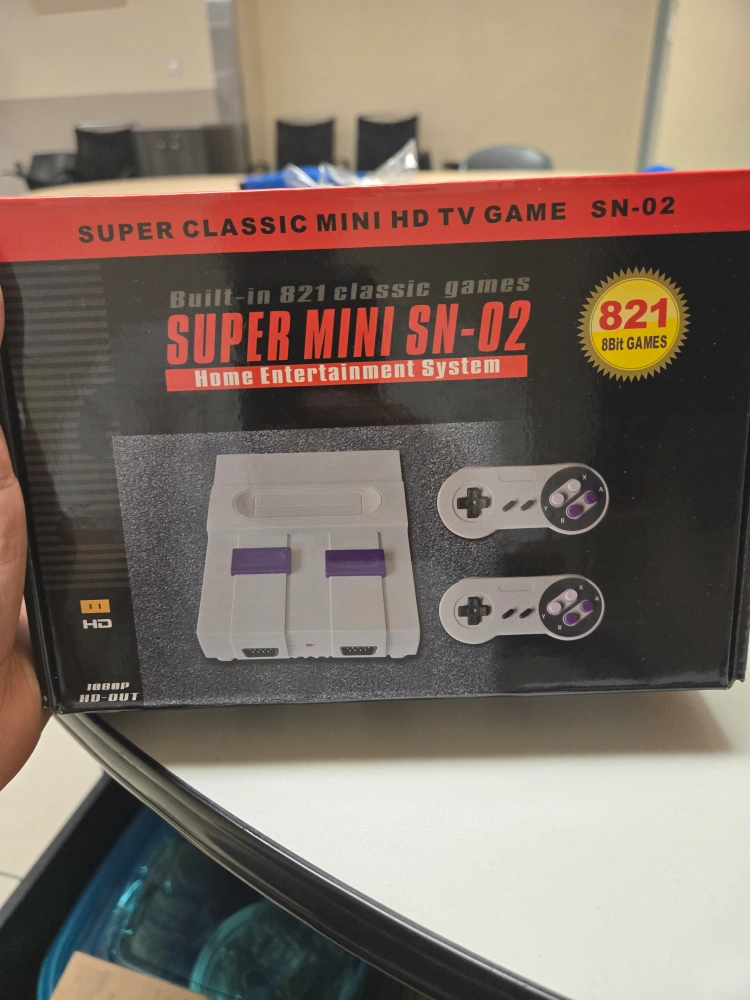 SUPER CLASSIC MINI HD TV GAME SN-02
Built-in 821 classic games
SUPER MINI SN-02
Home Entertainment System
821
8Bit GAMES
X
A
Y
B
X
A
Y
B
HD
1080P
HD-OUT